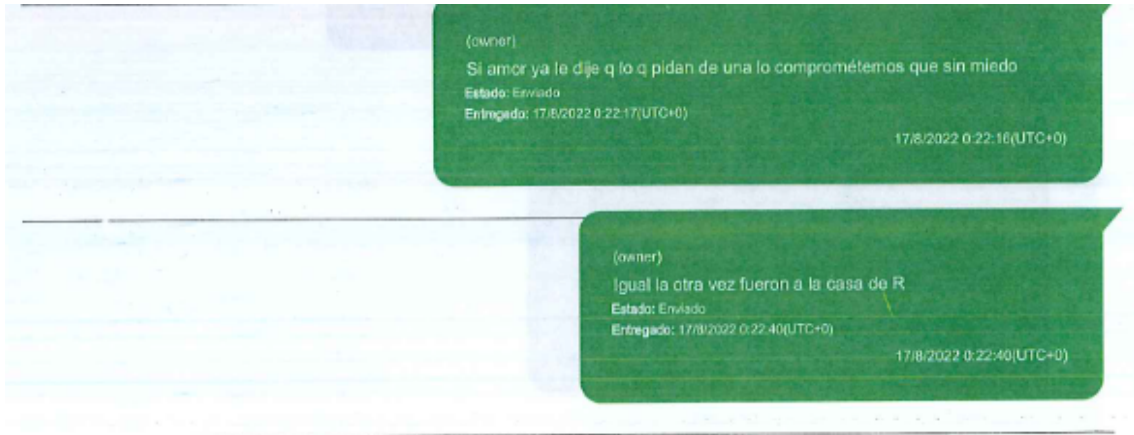 (owner)
Si amor ya le dije q lo q pidan de una lo comprométemos que sin miedo
Estado: Enviado
Entregado: 17/8/2022 0:22:17(UTC+0)
17/8/2022 0:22:16(UTC+0)
(owner)
Igual la otra vez fueron a la casa de R
Estado: Enviado
Entregado: 17/8/2022 0:22:40(UTC+0)
17/8/2022 0:22:40(UTC+0)